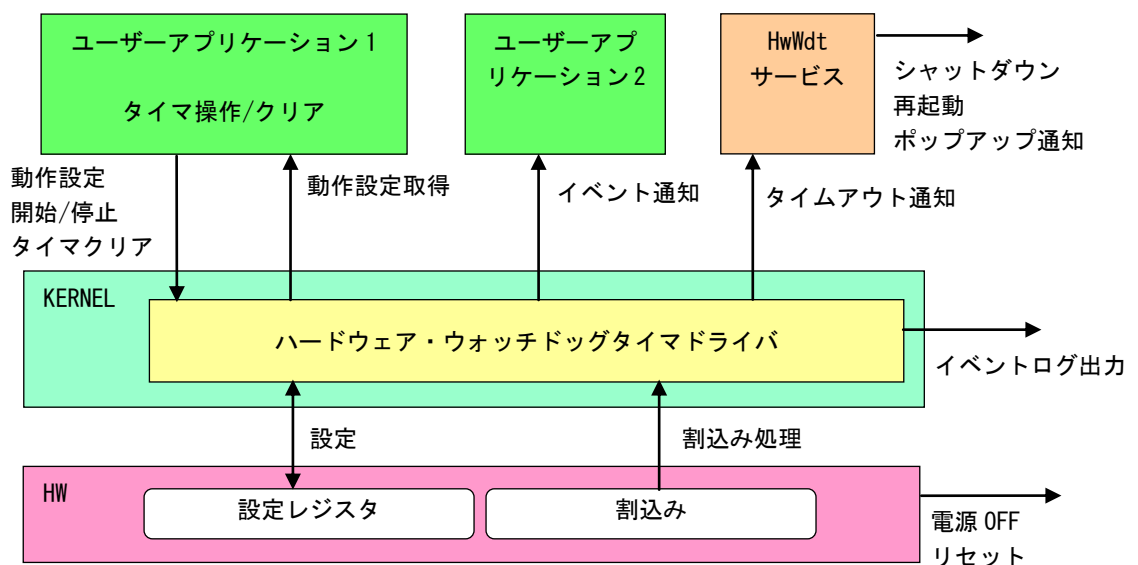 ユーザーアプリケーション1
タイマ操作/クリア
ユーザーアプ
リケーション2
HwWdt
サービス
シャットダウン
再起動
ポップアップ通知
動作設定
開始/停止
タイマクリア
動作設定取得
イベント通知
タイムアウト通知
KERNEL
ハードウェア・ウォッチドッグタイマドライバ
イベントログ出力
設定
割込み処理
HW
設定レジスタ
割込み
電源OFF
リセット